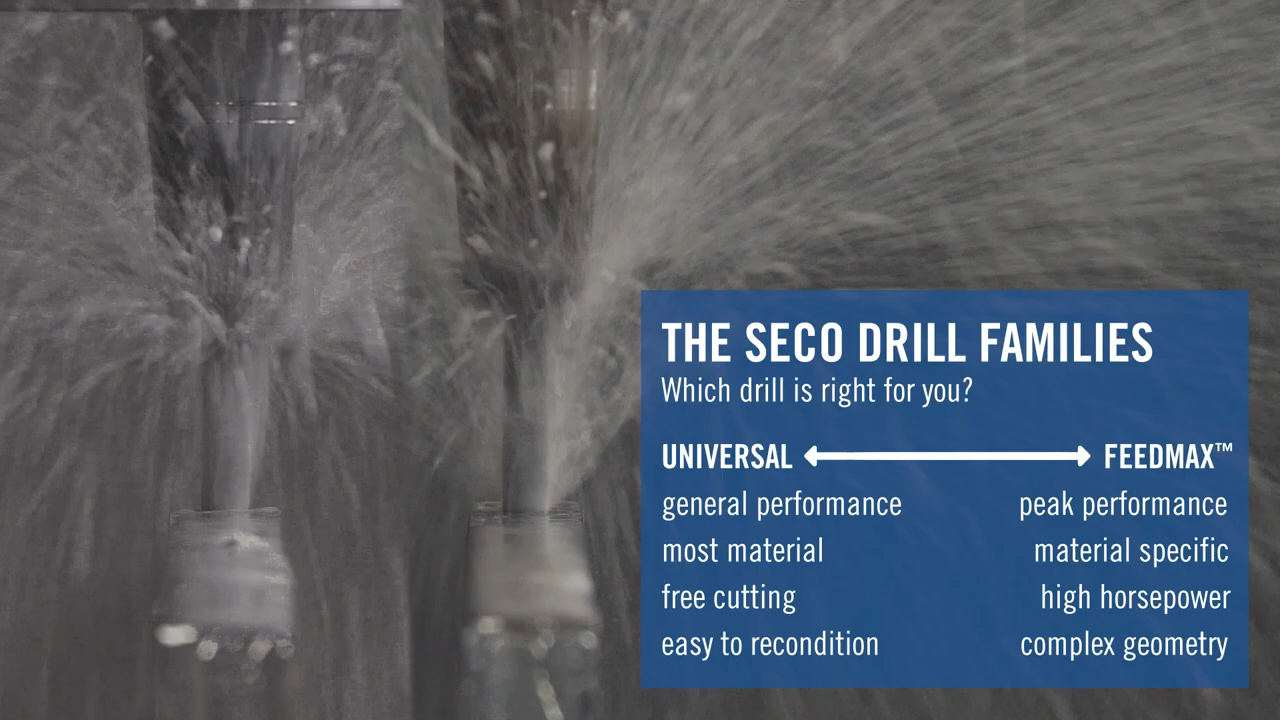 THE SECO DRILL FAMILIES
Which drill is right for you?
UNIVERSAL ⟷ FEEDMAX™
general performance peak performance
most material material specific
free cutting high horsepower
easy to recondition complex geometry